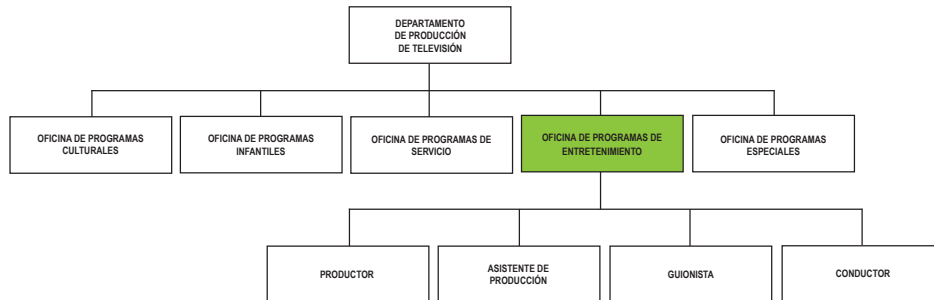 DEPARTAMENTO
DE PRODUCCIÓN
DE TELEVISIÓN
OFICINA DE PROGRAMAS
CULTURALES
OFICINA DE PROGRAMAS
INFANTILES
OFICINA DE PROGRAMAS DE
SERVICIO
OFICINA DE PROGRAMAS DE
ENTRETENIMIENTO
OFICINA DE PROGRAMAS
ESPECIALES
PRODUCTOR
ASISTENTE DE
PRODUCCIÓN
GUIONISTA
CONDUCTOR